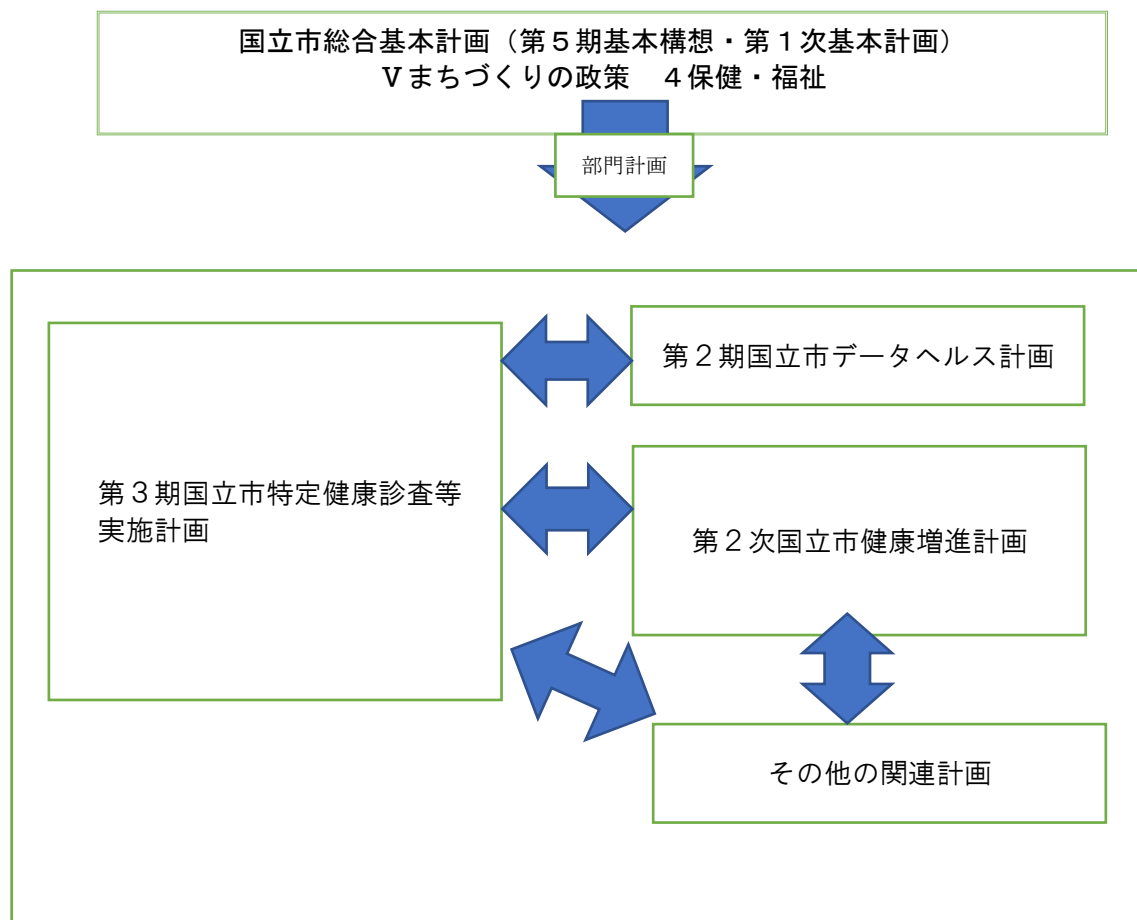 国立市総合基本計画（第５期基本構想・第１次基本計画）
Ⅴまちづくりの政策　４保健・福祉
部門計画
第２期国立市データヘルス計画
第３期国立市特定健康診査等
実施計画
第２次国立市健康増進計画
その他の関連計画